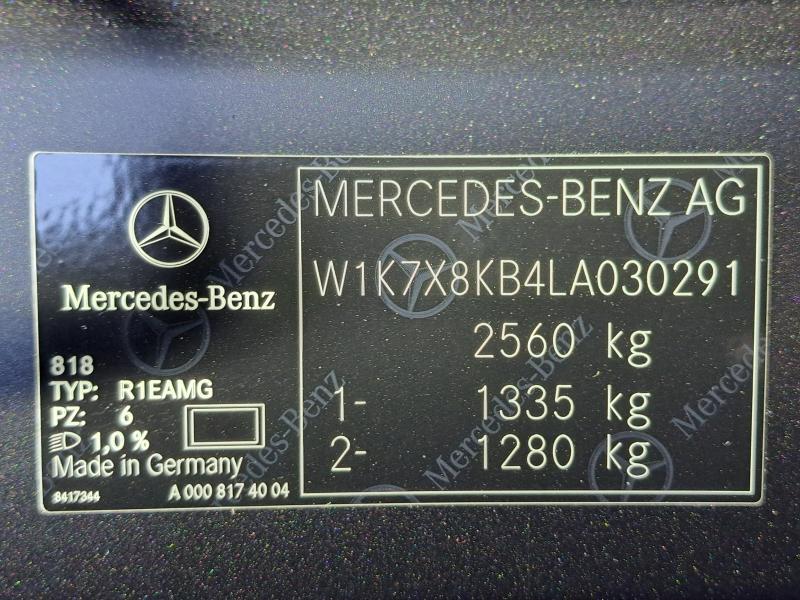 Mercedes-Benz
818
TYP: R1EAMG
PZ: 6
1,0 %
Made in Germany
8417344
A 000 817 40 04
MERCEDES-BENZ AG
W1K7X8KB4LA030291
2560 kg
1- 1335 kg
2- 1280 kg